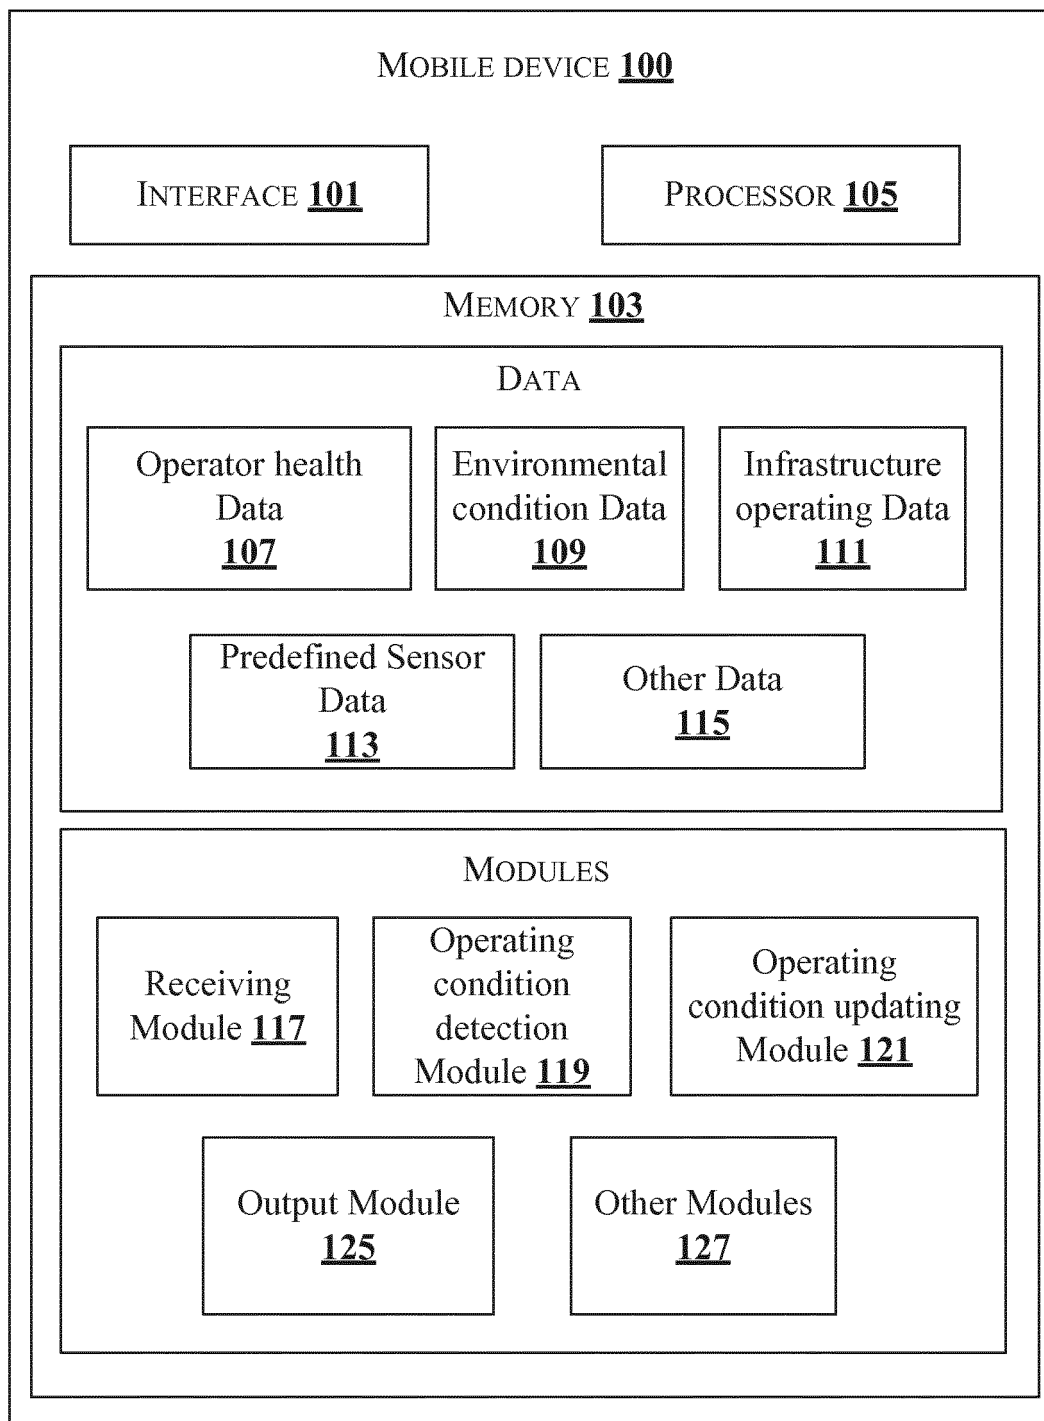 MOBILE DEVICE 100
INTERFACE 101
PROCESSOR 105
MEMORY 103
DATA
Operator health
Data
107
Environmental
condition Data
109
Infrastructure
operating Data
111
Predefined Sensor
Data
113
Other Data
115
MODULES
Receiving
Module 117
Operating
condition
detection
Module 119
Operating
condition updating
Module 121
Output Module
125
Other Modules
127